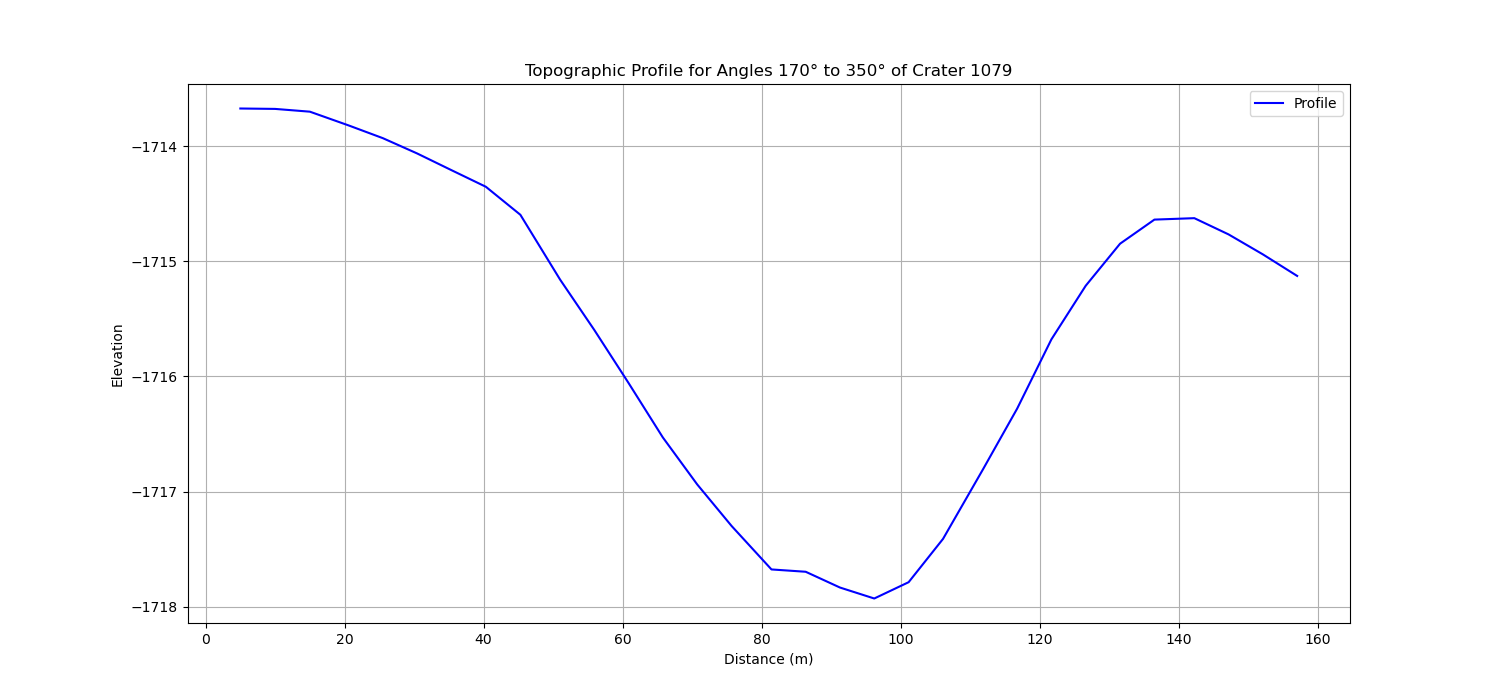 Topographic Profile for Angles 170° to 350° of Crater 1079
Profile
Elevation
−1714
−1715
−1716
−1717
−1718
0 20 40 60 80 100 120 140 160
Distance (m)